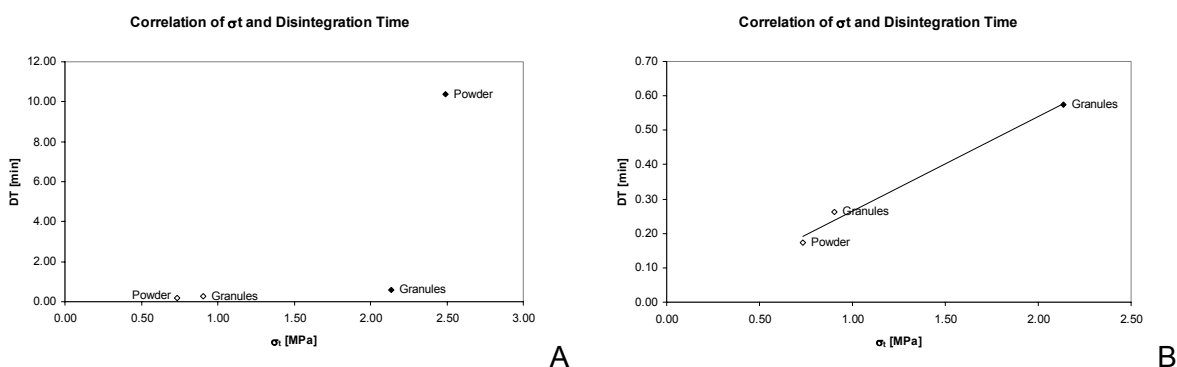 Correlation of σt and Disintegration Time
12.00
10.00
8.00
6.00
4.00
2.00
0.00
DT [min]
Powder
Powder
Granules
Granules
0.00 0.50 1.00 1.50 2.00 2.50 3.00
σt [MPa]
A
Correlation of σt and Disintegration Time
0.70
0.60
0.50
0.40
0.30
0.20
0.10
0.00
DT [min]
Granules
Granules
Powder
0.00 0.50 1.00 1.50 2.00 2.50
σt [MPa]
B